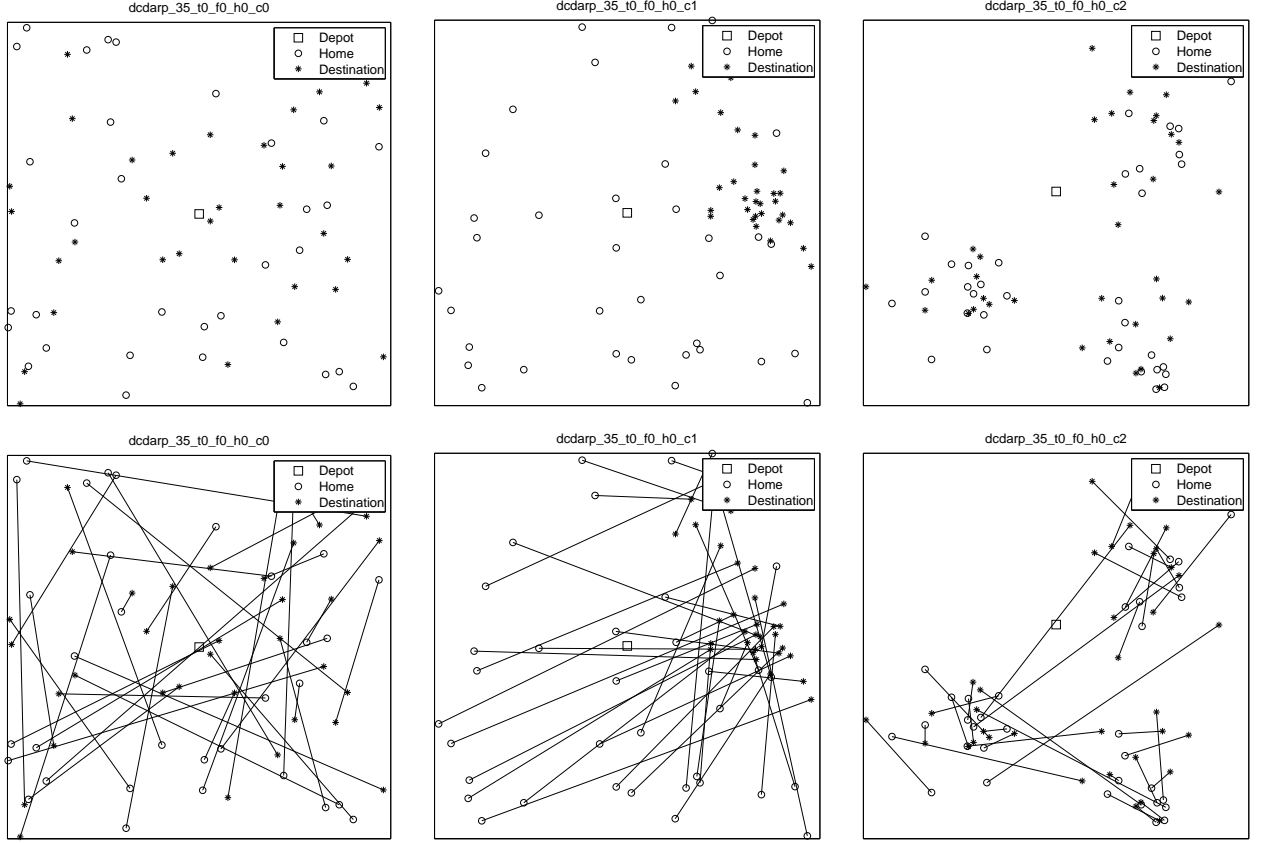 dcdarp_35_t0_f0_h0_c0
Depot
Home
Destination
dcdarp_35_t0_f0_h0_c1
Depot
Home
Destination
dcdarp_35_t0_f0_h0_c2
Depot
Home
Destination
dcdarp_35_t0_f0_h0_c0
Depot
Home
Destination
dcdarp_35_t0_f0_h0_c1
Depot
Home
Destination
dcdarp_35_t0_f0_h0_c2
Depot
Home
Destination